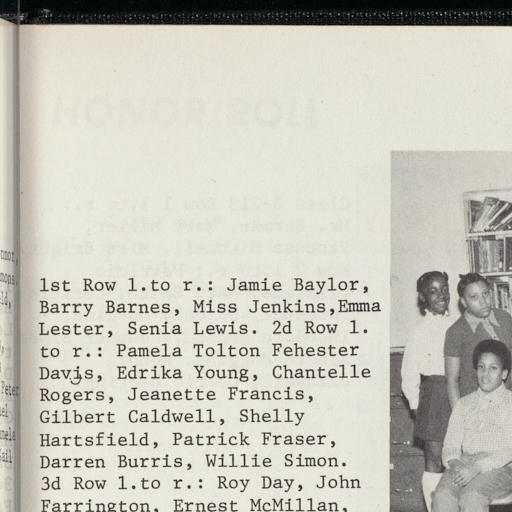 1st Row l.to r.: Jamie Baylor,
Barry Barnes, Miss Jenkins,Emma
Lester, Senia Lewis. 2d Row l.
to r.: Pamela Tolton Fehester
Davis, Edrika Young, Chantelle
Rogers, Jeanette Francis,
Gilbert Caldwell, Shelly
Hartsfield, Patrick Fraser,
Darren Burris, Willie Simon.
3d Row l.to r.: Roy Day, John
Farrington, Ernest McMillan,